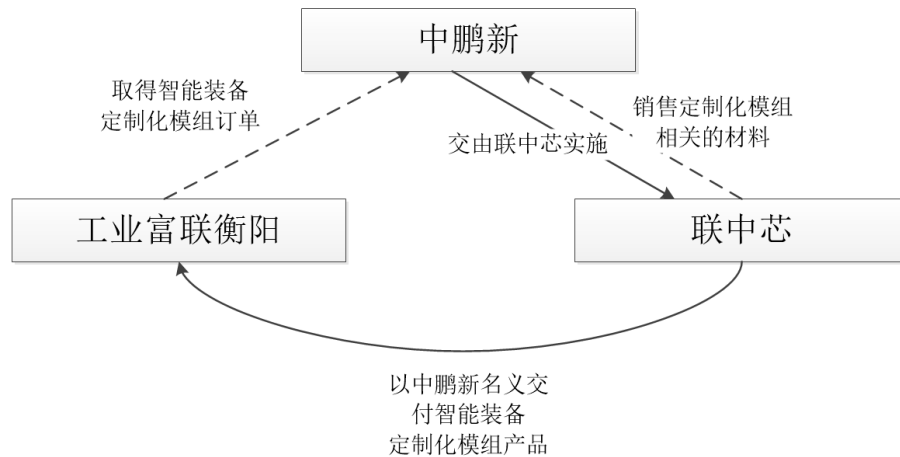 中鹏新
取得智能装备
定制化模组订单
销售定制化模组
相关的材料
交由联中芯实施
工业富联衡阳
联中芯
以中鹏新名义交
付智能装备
定制化模组产品